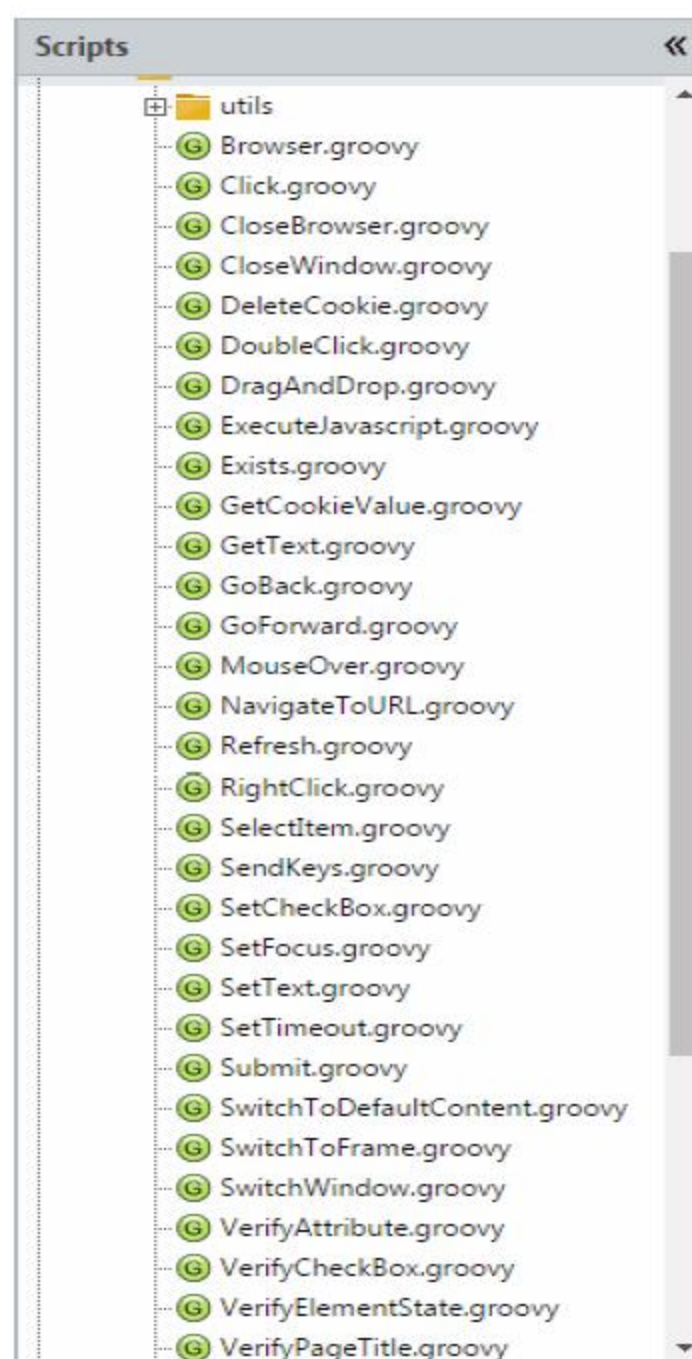 Scripts
utils
Browser.groovy
Click.groovy
CloseBrowser.groovy
CloseWindow.groovy
DeleteCookie.groovy
DoubleClick.groovy
DragAndDrop.groovy
ExecuteJavascript.groovy
Exists.groovy
GetCookieValue.groovy
GetText.groovy
GoBack.groovy
GoForward.groovy
MouseOver.groovy
NavigateToURL.groovy
Refresh.groovy
RightClick.groovy
SelectItem.groovy
SendKeys.groovy
SetCheckBox.groovy
SetFocus.groovy
SetText.groovy
SetTimeout.groovy
Submit.groovy
SwitchToDefaultContent.groovy
SwitchToFrame.groovy
SwitchWindow.groovy
VerifyAttribute.groovy
VerifyCheckBox.groovy
VerifyElementState.groovy
VerifyPageTitle.groovy